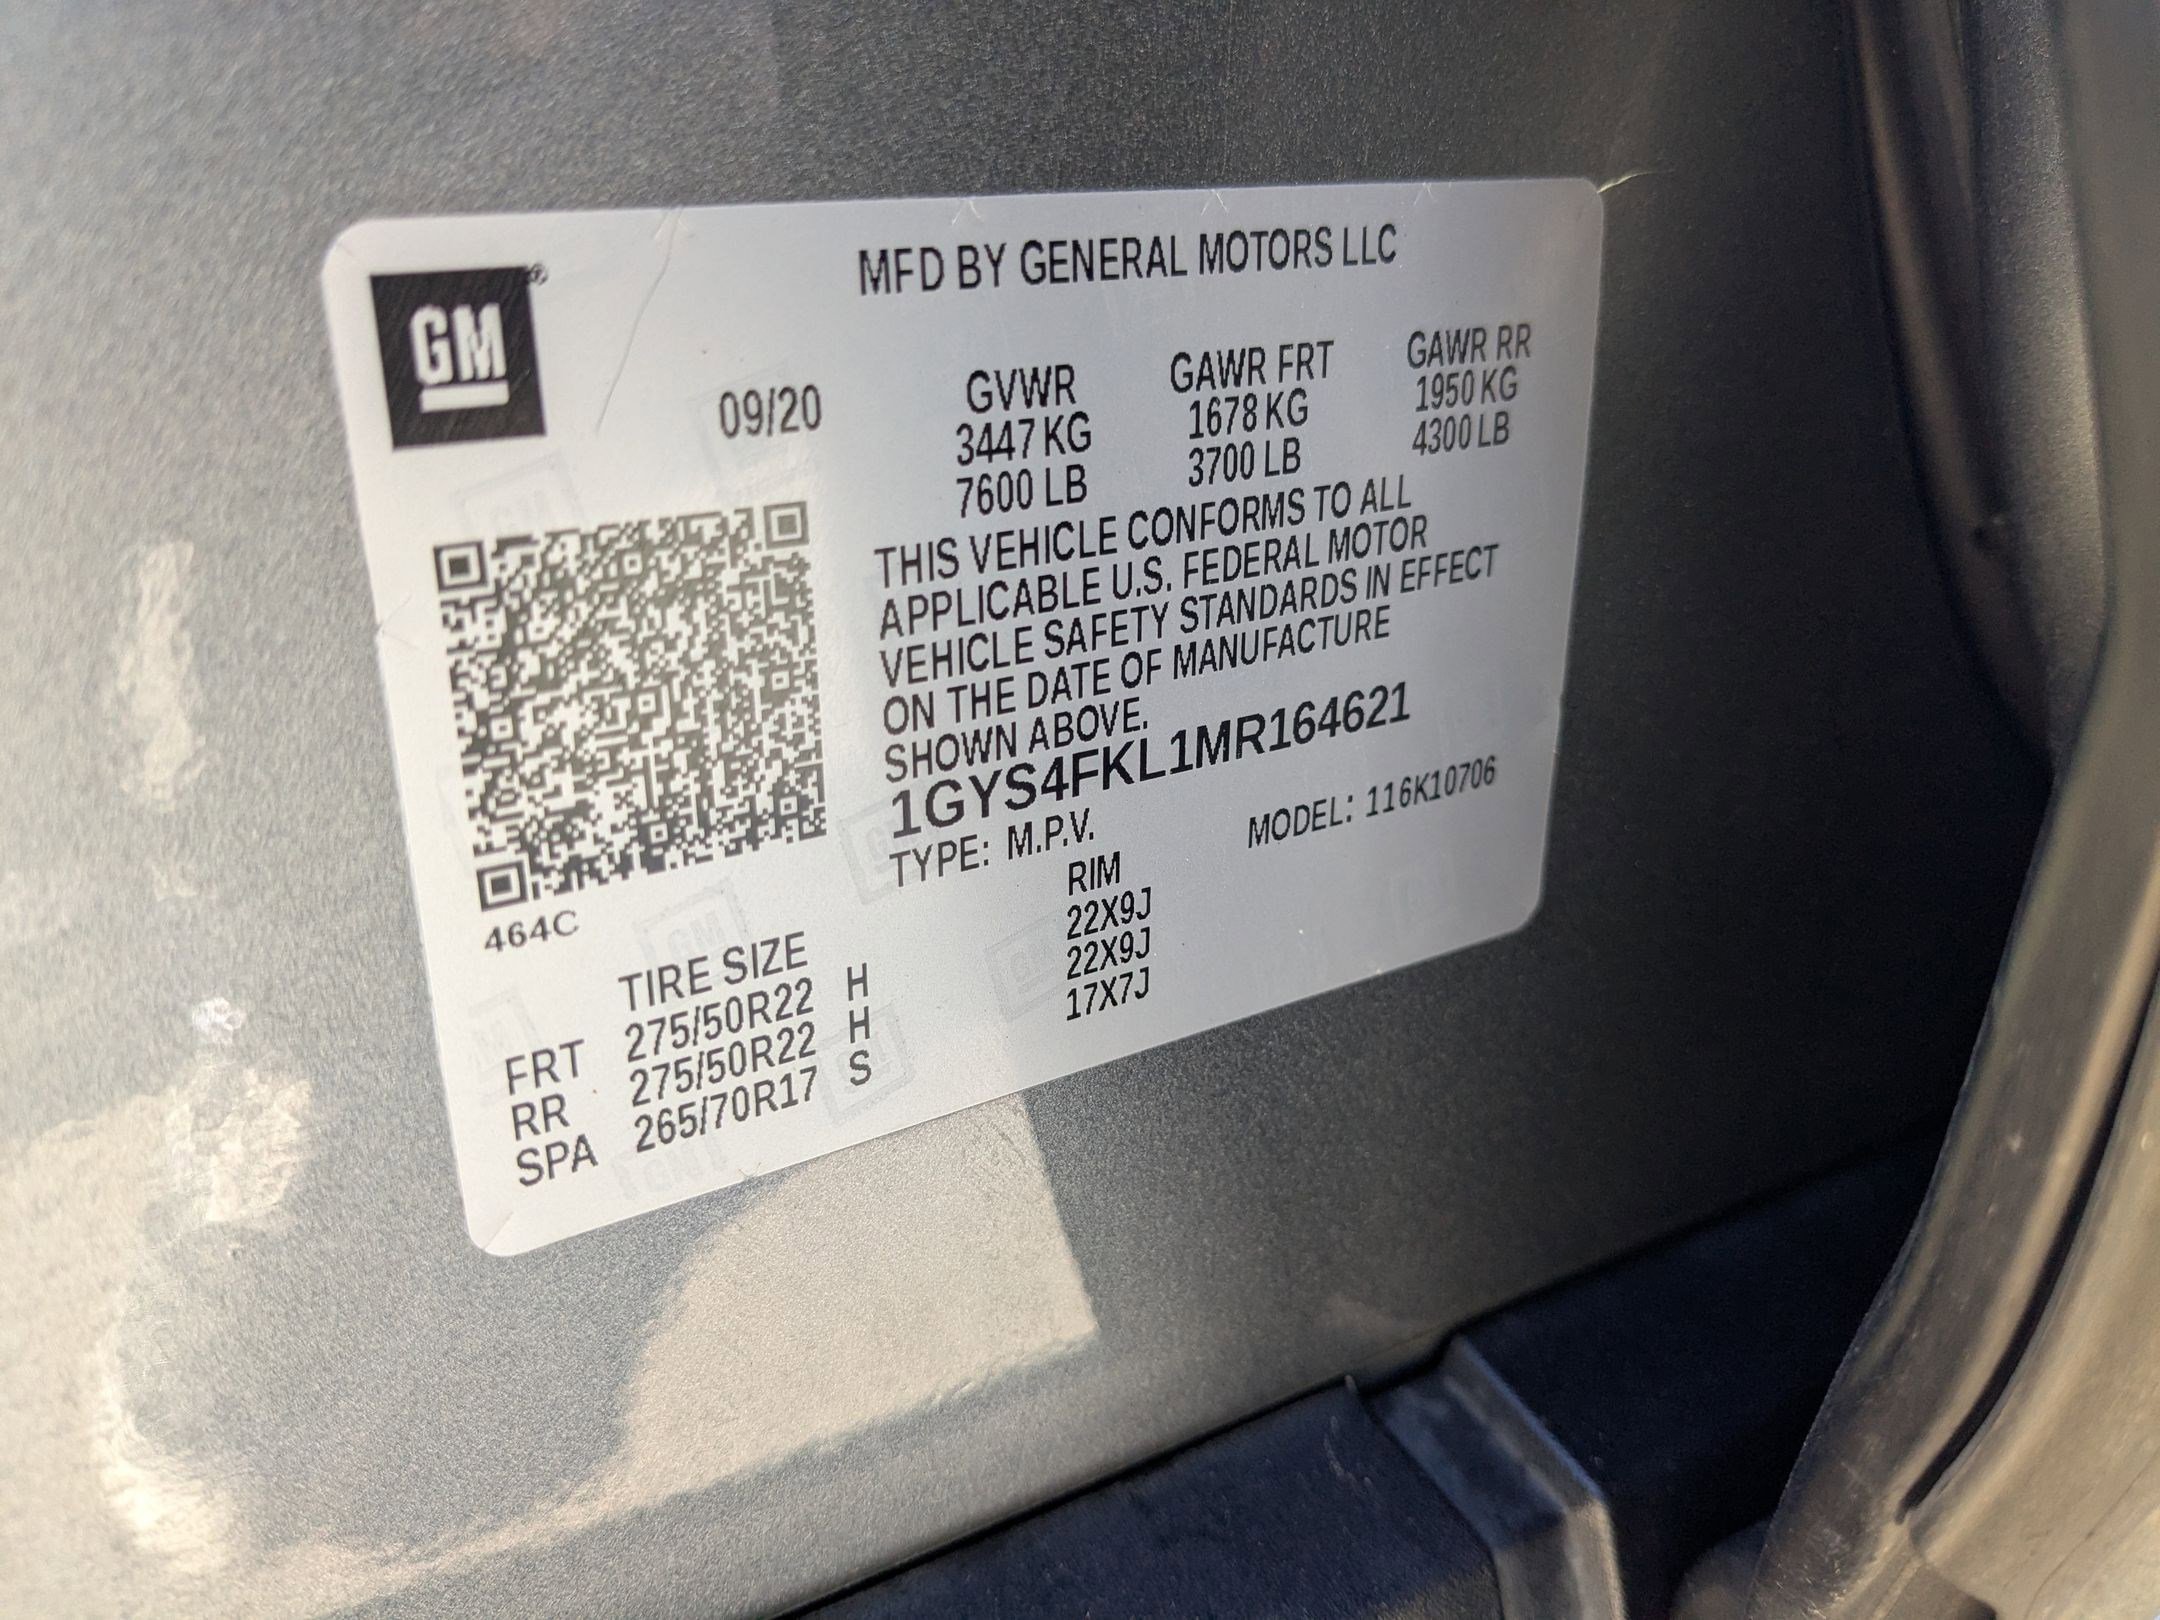 GM®
MFD BY GENERAL MOTORS LLC
09/20
GVWR GAWR FRT GAWR RR
3447 KG 1678 KG 1950 KG
7600 LB 3700 LB 4300 LB
THIS VEHICLE CONFORMS TO ALL
APPLICABLE U.S. FEDERAL MOTOR
VEHICLE SAFETY STANDARDS IN EFFECT
ON THE DATE OF MANUFACTURE
SHOWN ABOVE.
1GYS4FKL1MR164621
TYPE: M.P.V. MODEL: 116K10706
464C
TIRE SIZE RIM
FRT 275/50R22 H 22X9J
RR 275/50R22 H 22X9J
SPA 265/70R17 S 17X7J